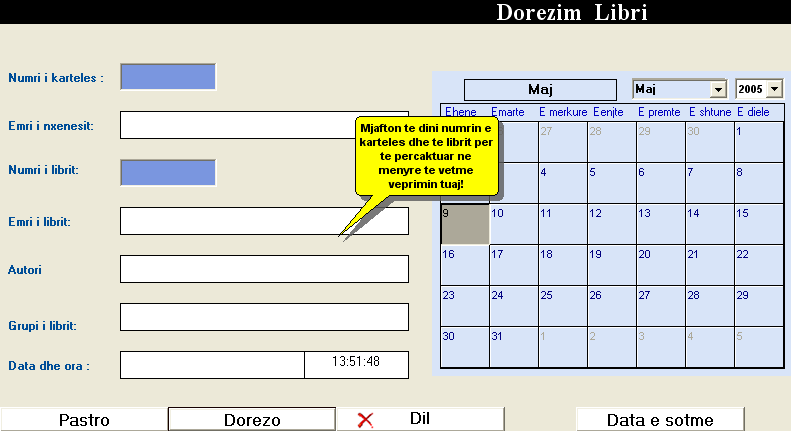 Dorezim Libri
Numri i karteles :
Emri i nxenesit:
Numri i librit:
Emri i librit:
Autori
Grupi i librit:
Data dhe ora :
13:51:48
Mjafton te dini numrin e
karteles dhe te librit per
te percaktuar ne
menyre te vetme
veprimin tuaj!
Maj
Maj
2005
Ehene Emarte E merkure Eenjte E premte E shtune E diele
27 28 29 30 1
4 5 6 7 8
9 10 11 12 13 14 15
16 17 18 19 20 21 22
23 24 25 26 27 28 29
30 31 1 2 3 4 5
Pastro
Dorezo
Dil
Data e sotme